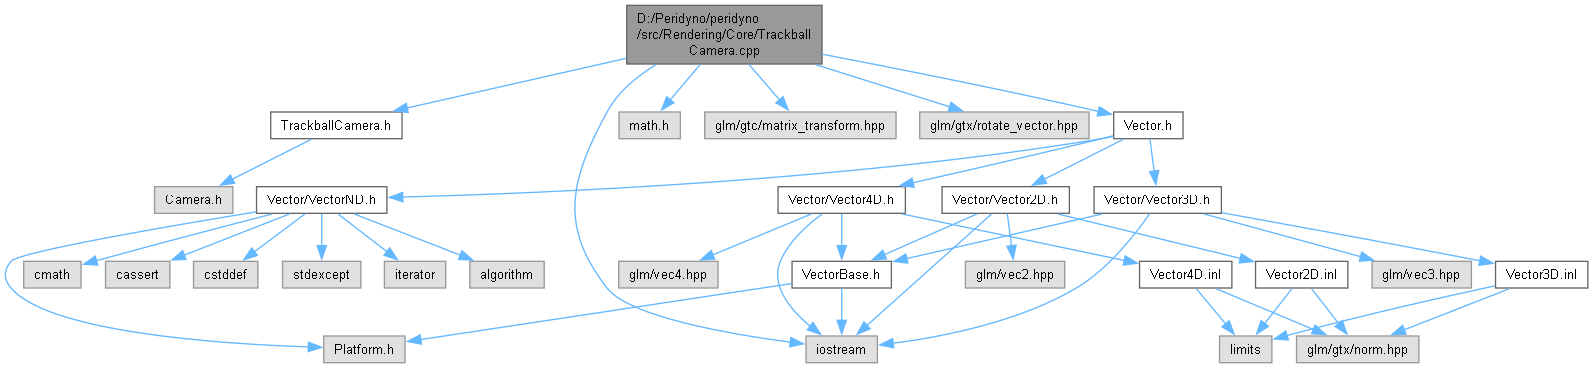 D:/Peridyno/peridyno
/src/Rendering/Core/Trackball
Camera.cpp
TrackballCamera.h
math.h
glm/gtc/matrix_transform.hpp
glm/gtx/rotate_vector.hpp
Vector.h
Camera.h
Vector/VectorND.h
Vector/Vector4D.h
Vector/Vector2D.h
Vector/Vector3D.h
cmath
cassert
cstddef
stdexcept
iterator
algorithm
glm/vec4.hpp
VectorBase.h
glm/vec2.hpp
Vector4D.inl
Vector2D.inl
glm/vec3.hpp
Vector3D.inl
Platform.h
iostream
limits
glm/gtx/norm.hpp